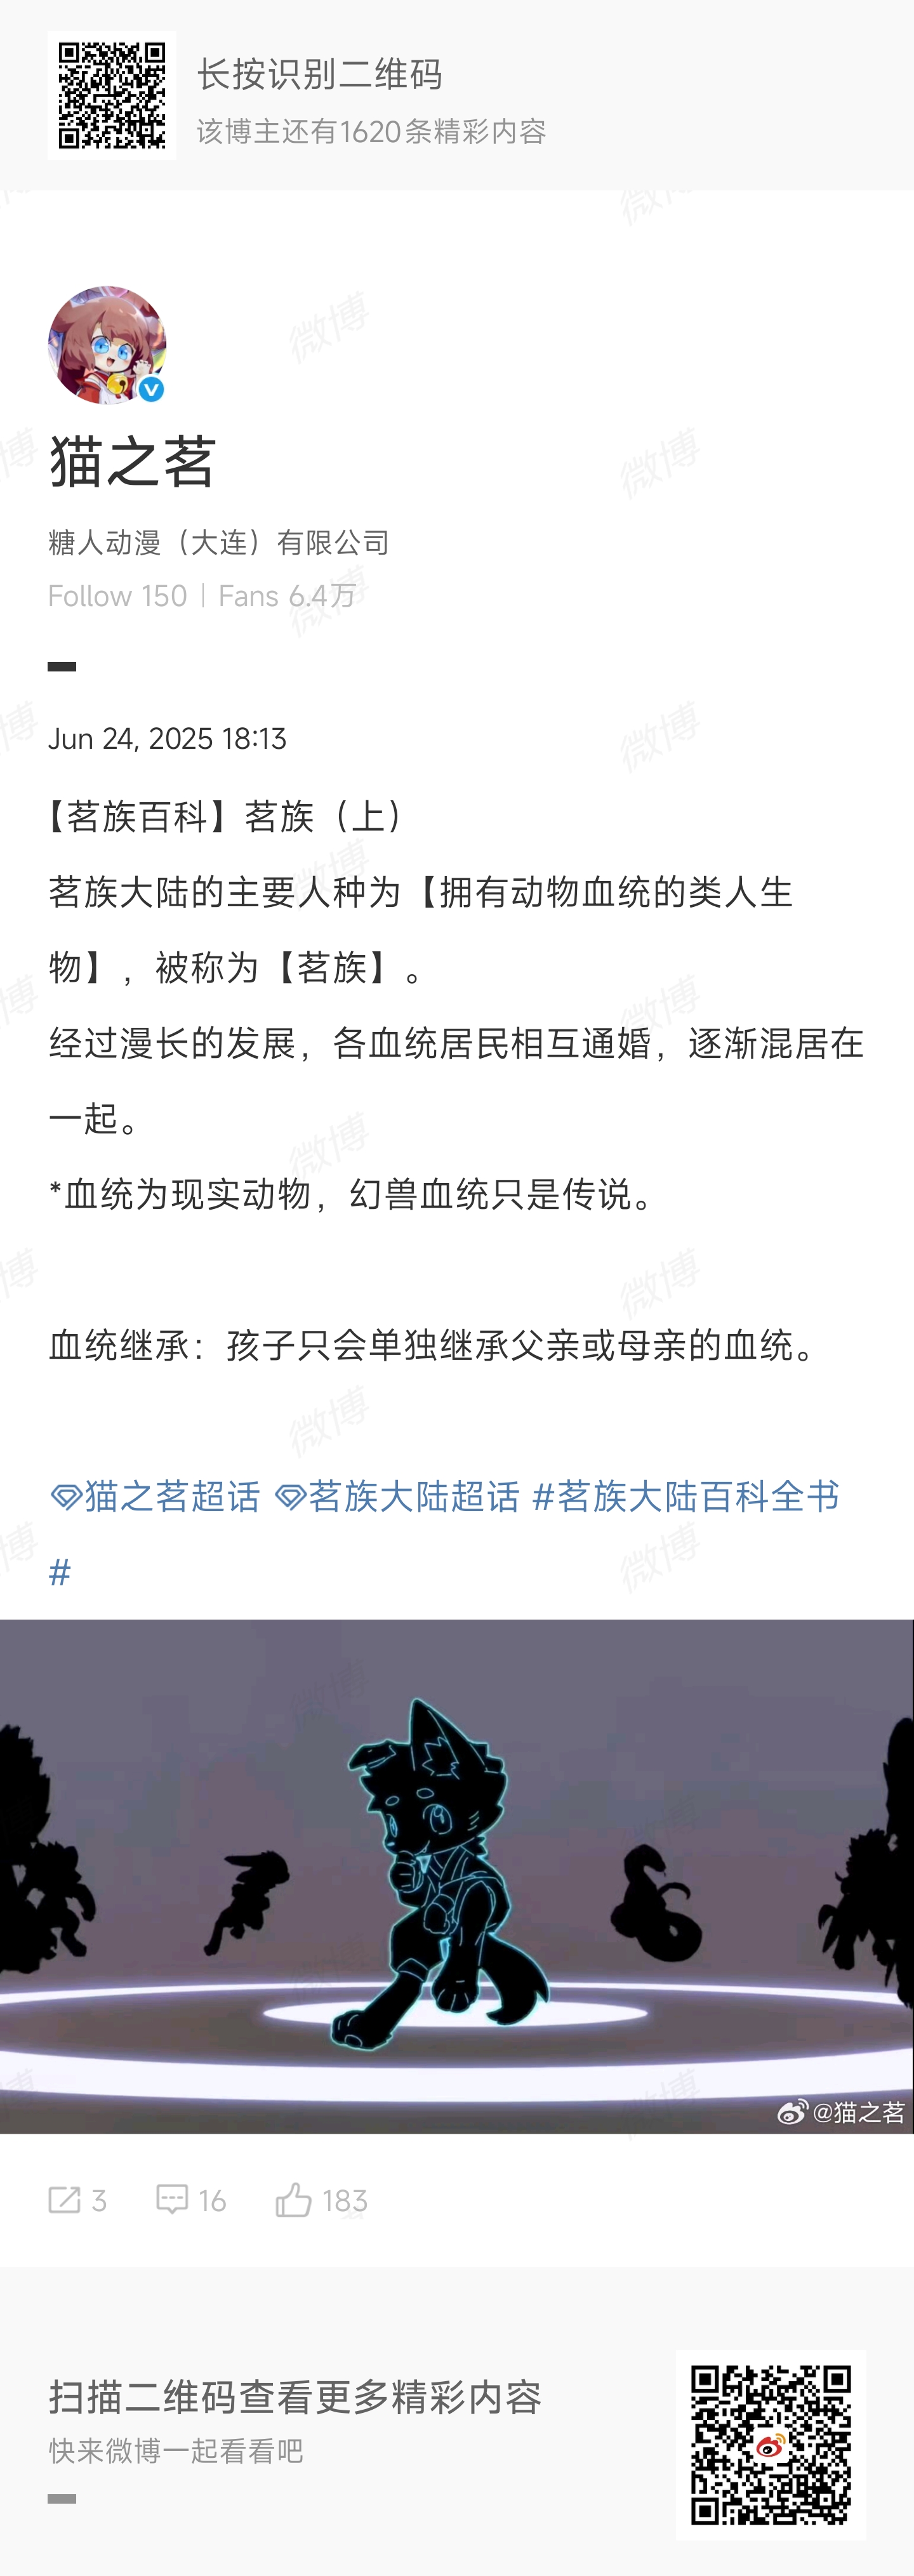 长按识别二维码
该博主还有1620条精彩内容
猫之茗
糖人动漫（大连）有限公司
Follow 150 | Fans 6.4万
Jun 24, 2025 18:13
【茗族百科】茗族（上）
茗族大陆的主要人种为【拥有动物血统的类人生
物】，被称为【茗族】。
经过漫长的发展，各血统居民相互通婚，逐渐混居在
一起。
*血统为现实动物，幻兽血统只是传说。
血统继承：孩子只会单独继承父亲或母亲的血统。
猫之茗超话 茗族大陆超话 #茗族大陆百科全书
#
@猫之茗
3 16 183
扫描二维码查看更多精彩内容
快来微博一起看看吧
微博